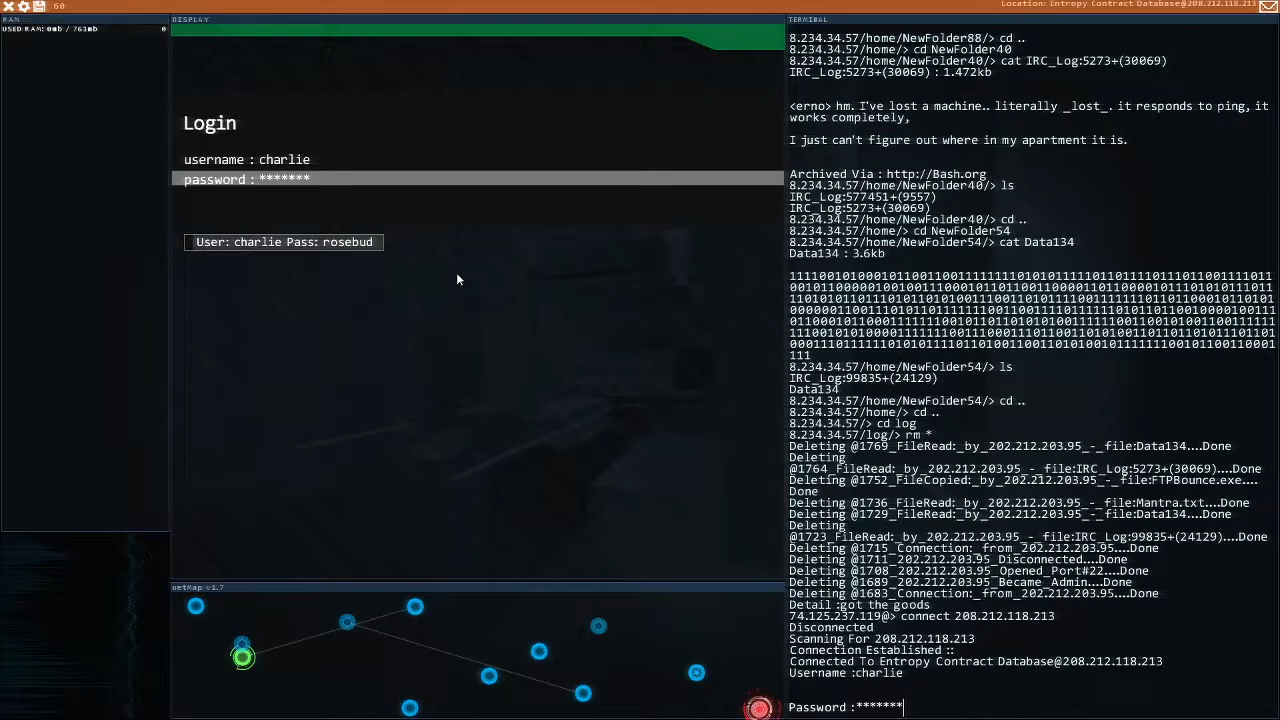 60
Location: Entropy Contract Database@208.212.118.213
RAM
USED RAM: 0mb / 761mb
0
DISPLAY
Login
username : charlie
password : *******
User: charlie Pass: rosebud
netMap v1.7
TERMINAL
8.234.34.57/home/NewFolder88/> cd ..
8.234.34.57/home/> cd NewFolder40
8.234.34.57/home/NewFolder40/> cat IRC_Log:5273+(30069)
IRC_Log:5273+(30069) : 1.472kb
<erno> hm. I've lost a machine.. literally _lost_. it responds to ping, it
works completely,
I just can't figure out where in my apartment it is.
Archived Via : http://Bash.org
8.234.34.57/home/NewFolder40/> ls
IRC_Log:577451+(9557)
IRC_Log:5273+(30069)
8.234.34.57/home/NewFolder40/> cd ..
8.234.34.57/home/> cd NewFolder54
8.234.34.57/home/NewFolder54/> cat Data134
Data134 : 3.6kb
111
8.234.34.57/home/NewFolder54/> ls
IRC_Log:99835+(24129)
Data134
8.234.34.57/home/NewFolder54/> cd ..
8.234.34.57/home/> cd ..
8.234.34.57/> cd log
8.234.34.57/log/> rm *
Deleting @1769_FileRead:_by_202.212.203.95_-_file:Data134....Done
Deleting
@1764_FileRead:_by_202.212.203.95_-_file:IRC_Log:5273+(30069)....Done
Deleting @1752_FileCopied:_by_202.212.203.95_-_file:FTPBounce.exe....
Done
Deleting @1736_FileRead:_by_202.212.203.95_-_file:Mantra.txt....Done
Deleting @1729_FileRead:_by_202.212.203.95_-_file:Data134....Done
Deleting
@1723_FileRead:_by_202.212.203.95_-_file:IRC_Log:99835+(24129)....Done
Deleting @1715_Connection:_from_202.212.203.95....Done
Deleting @1711_202.212.203.95_Disconnected....Done
Deleting @1708_202.212.203.95_Opened_Port#22....Done
Deleting @1689_202.212.203.95_Became_Admin....Done
Deleting @1683_Connection:_from_202.212.203.95....Done
Detail :got the goods
74.125.237.119@> connect 208.212.118.213
Disconnected
Scanning For 208.212.118.213
Connection Established ::
Connected To Entropy Contract Database@208.212.118.213
Username :charlie
Password :*******